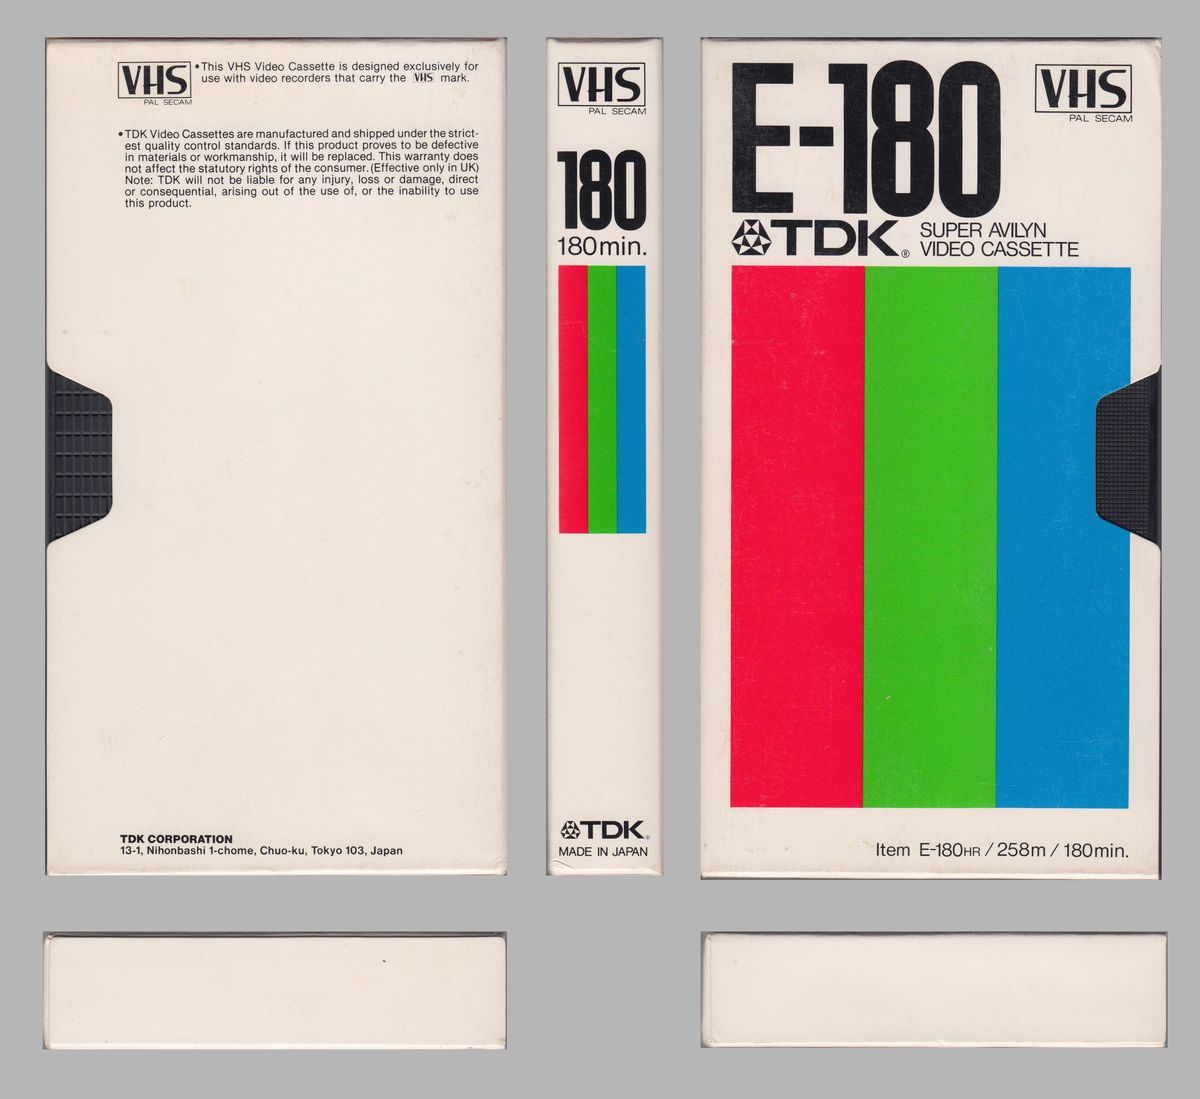 VHS
PAL SECAM
•This VHS Video Cassette is designed exclusively for
use with video recorders that carry the VHS mark.
•TDK Video Cassettes are manufactured and shipped under the strict-
est quality control standards. If this product proves to be defective
in materials or workmanship, it will be replaced. This warranty does
not affect the statutory rights of the consumer. (Effective only in UK)
Note: TDK will not be liable for any injury, loss or damage, direct
or consequential, arising out of the use of, or the inability to use
this product.
TDK CORPORATION
13-1, Nihonbashi 1-chome, Chuo-ku, Tokyo 103, Japan
VHS
PAL SECAM
180
180min.
TDK®
MADE IN JAPAN
E-180
VHS
PAL SECAM
TDK®
SUPER AVILYN
VIDEO CASSETTE
Item E-180HR / 258m / 180min.